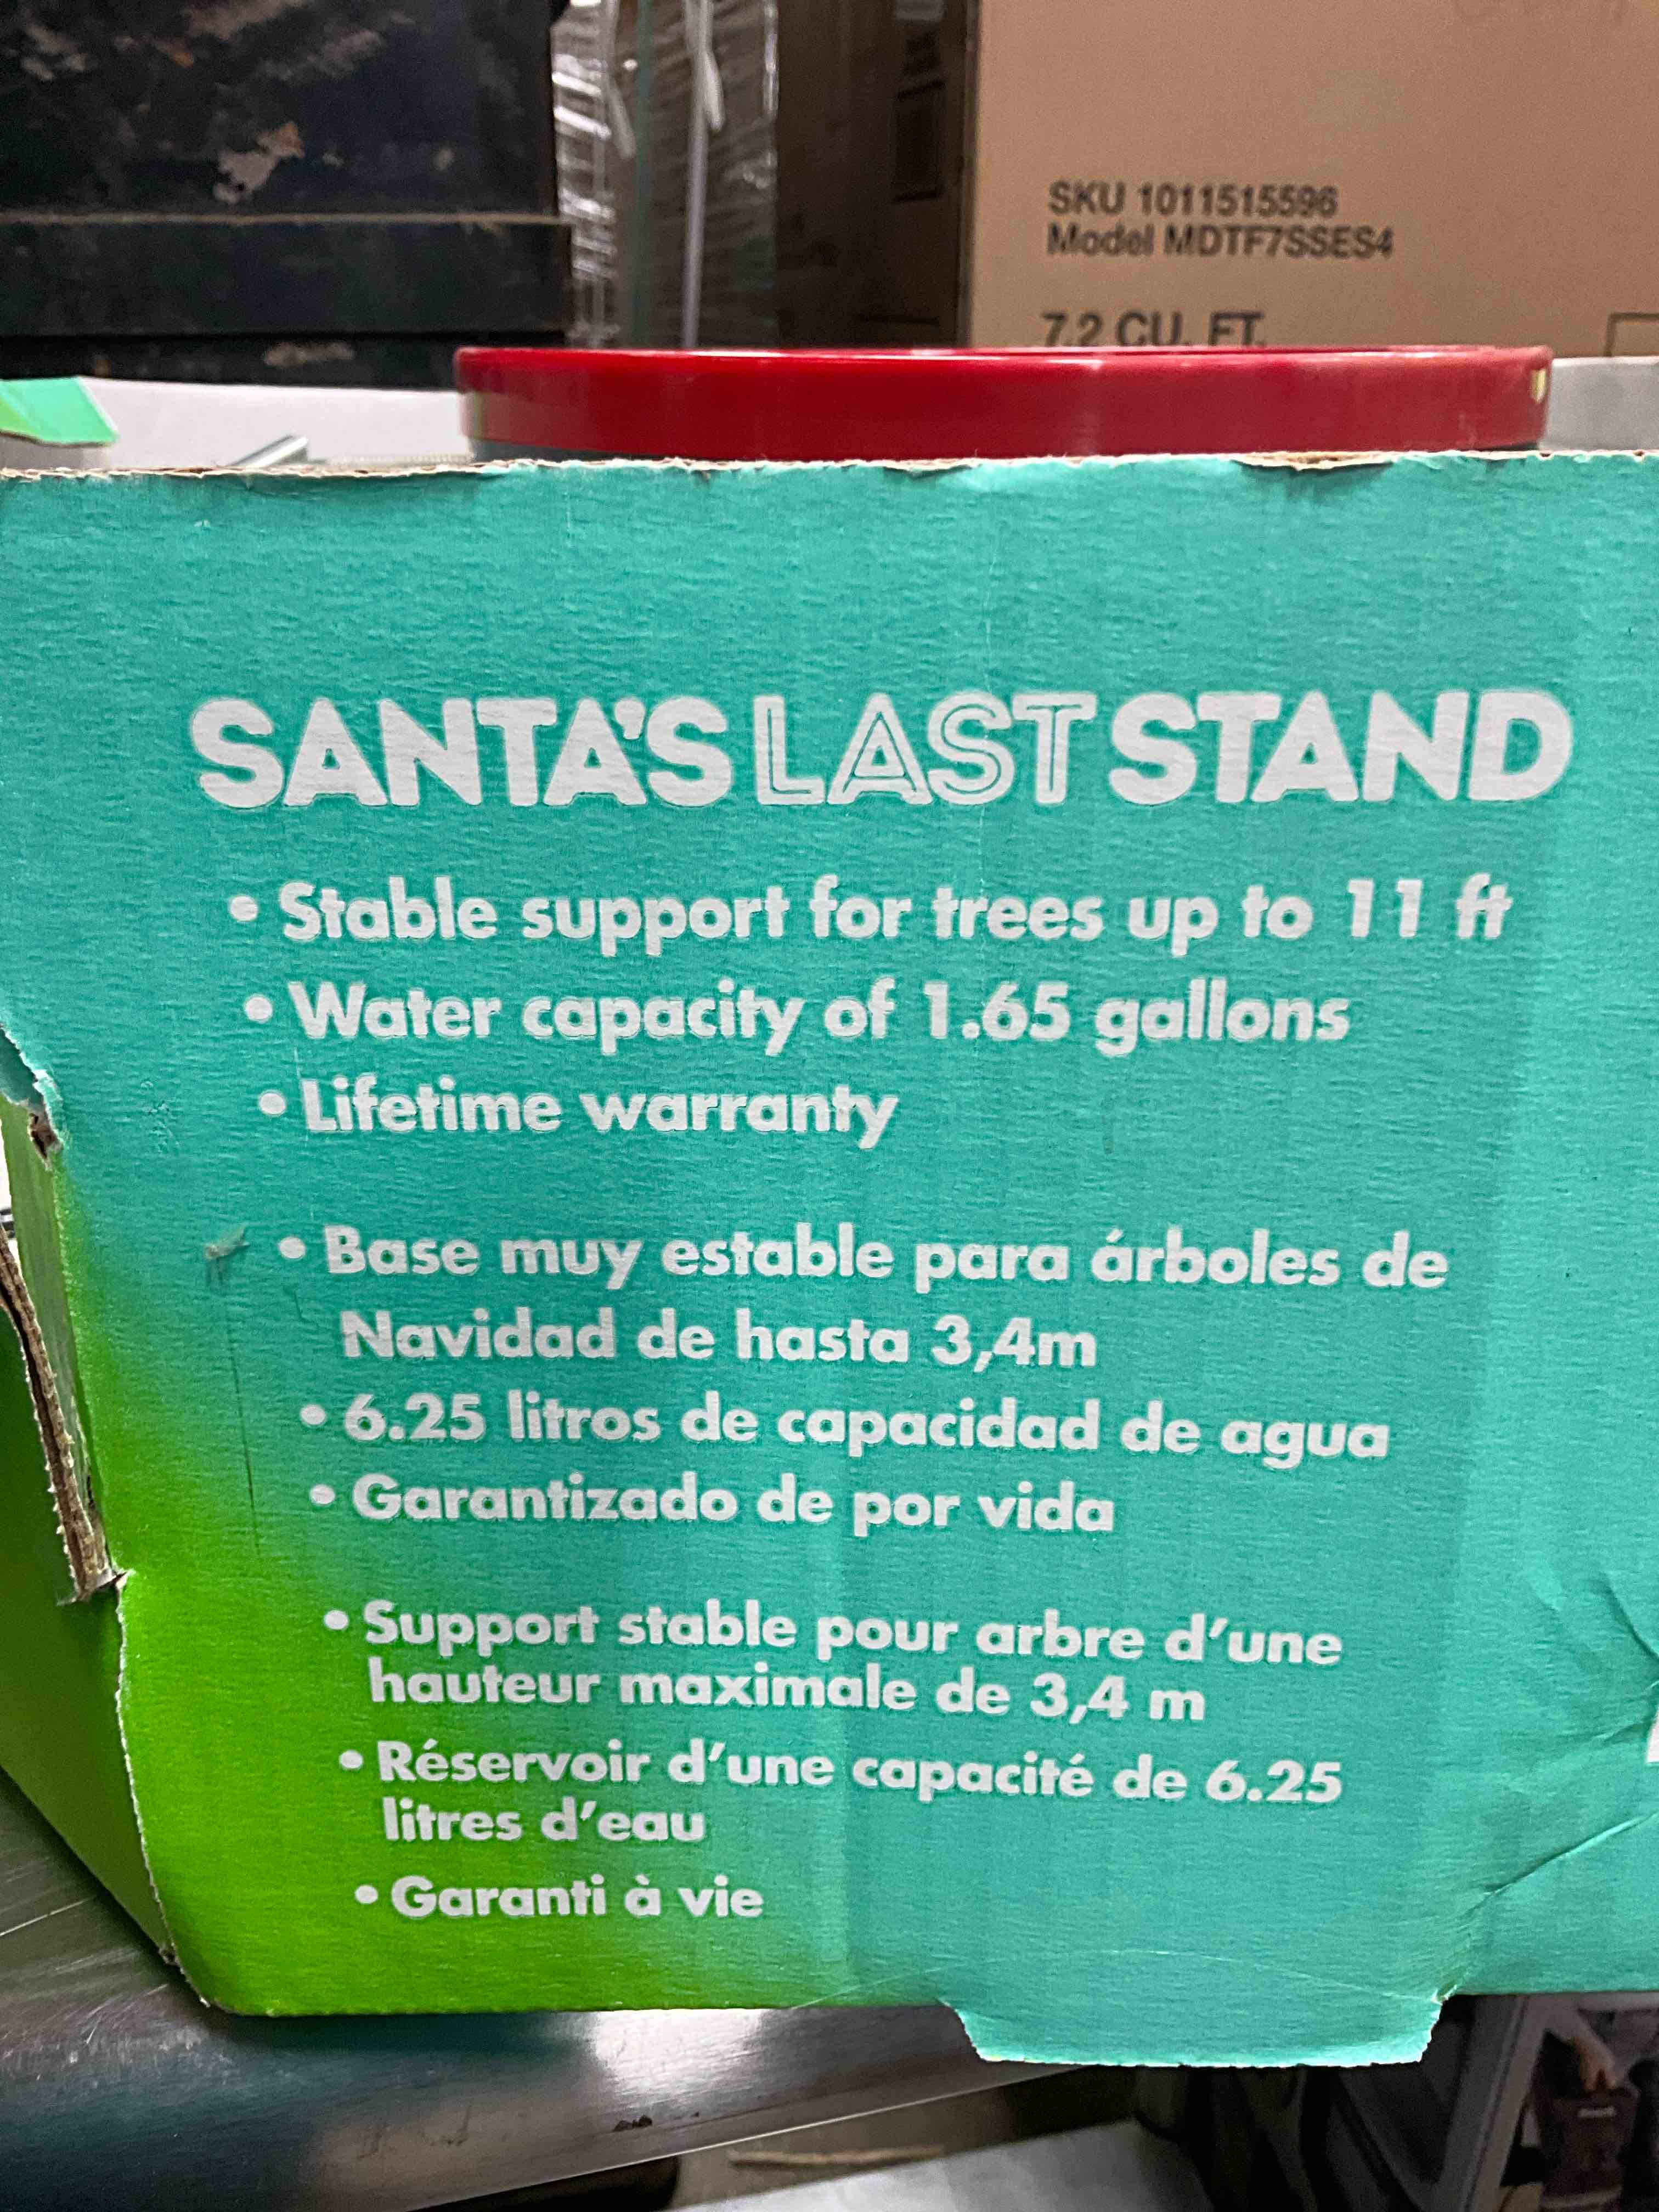 SKU 1011515596
Model MDTF7SSES4
7.2 CU. FT.
SANTA'S LAST STAND
• Stable support for trees up to 11 ft
• Water capacity of 1.65 gallons
• Lifetime warranty
• Base muy estable para árboles de
Navidad de hasta 3,4m
• 6.25 litros de capacidad de agua
• Garantizado de por vida
• Support stable pour arbre d'une
hauteur maximale de 3,4 m
• Réservoir d'une capacité de 6.25
litres d'eau
• Garanti à vie